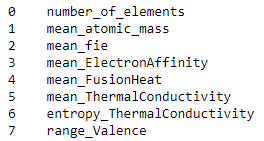 0 number_of_elements
1 mean_atomic_mass
2 mean_fie
3 mean_ElectronAffinity
4 mean_FusionHeat
5 mean_ThermalConductivity
6 entropy_ThermalConductivity
7 range_Valence